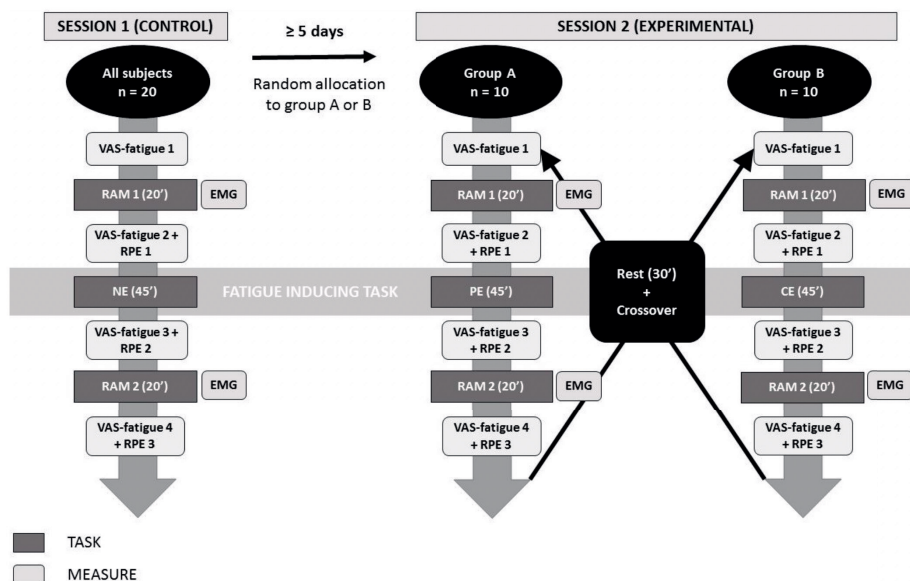 SESSION 1 (CONTROL)
All subjects
n = 20
VAS-fatigue 1
RAM 1 (20’)
EMG
VAS-fatigue 2 +
RPE 1
NE (45’)
VAS-fatigue 3 +
RPE 2
RAM 2 (20’)
EMG
VAS-fatigue 4
+ RPE 3
≥ 5 days
Random allocation
to group A or B
FATIGUE INDUCING TASK
SESSION 2 (EXPERIMENTAL)
Group A
n = 10
VAS-fatigue 1
RAM 1 (20’)
EMG
VAS-fatigue 2
+ RPE 1
PE (45’)
VAS-fatigue 3
+ RPE 2
RAM 2 (20’)
EMG
VAS-fatigue 4
+ RPE 3
Rest (30’)
+
Crossover
Group B
n = 10
VAS-fatigue 1
RAM 1 (20’)
EMG
VAS-fatigue 2
+ RPE 1
CE (45’)
VAS-fatigue 3
+ RPE 2
RAM 2 (20’)
EMG
VAS-fatigue 4
+ RPE 3
TASK
MEASURE